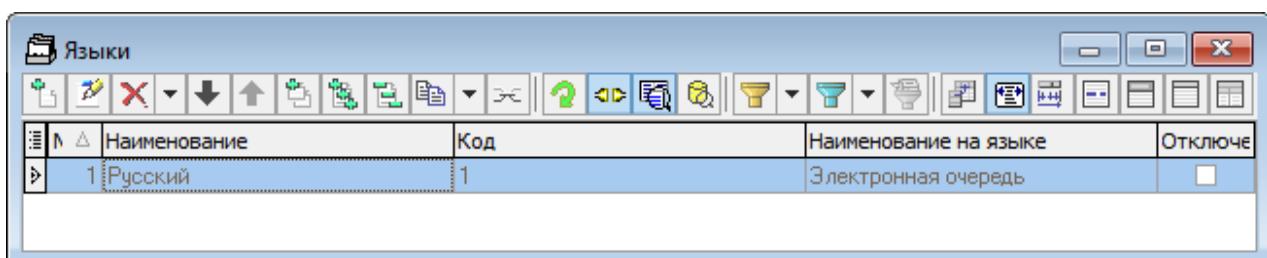 Языки
N Наименование Код Наименование на языке Отключе
1 Русский 1 Электронная очередь